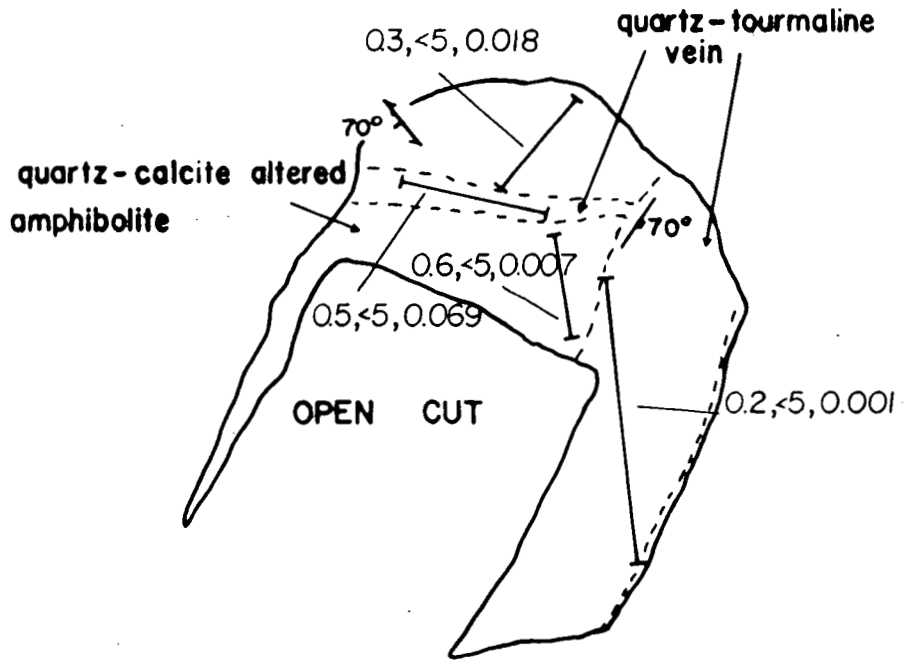 quartz-tourmaline
vein
0.3,<5,0.018
70°
quartz-calcite altered
amphibolite
70°
0.6,<5,0.007
0.5,<5,0.069
OPEN CUT
0.2,<5,0.001